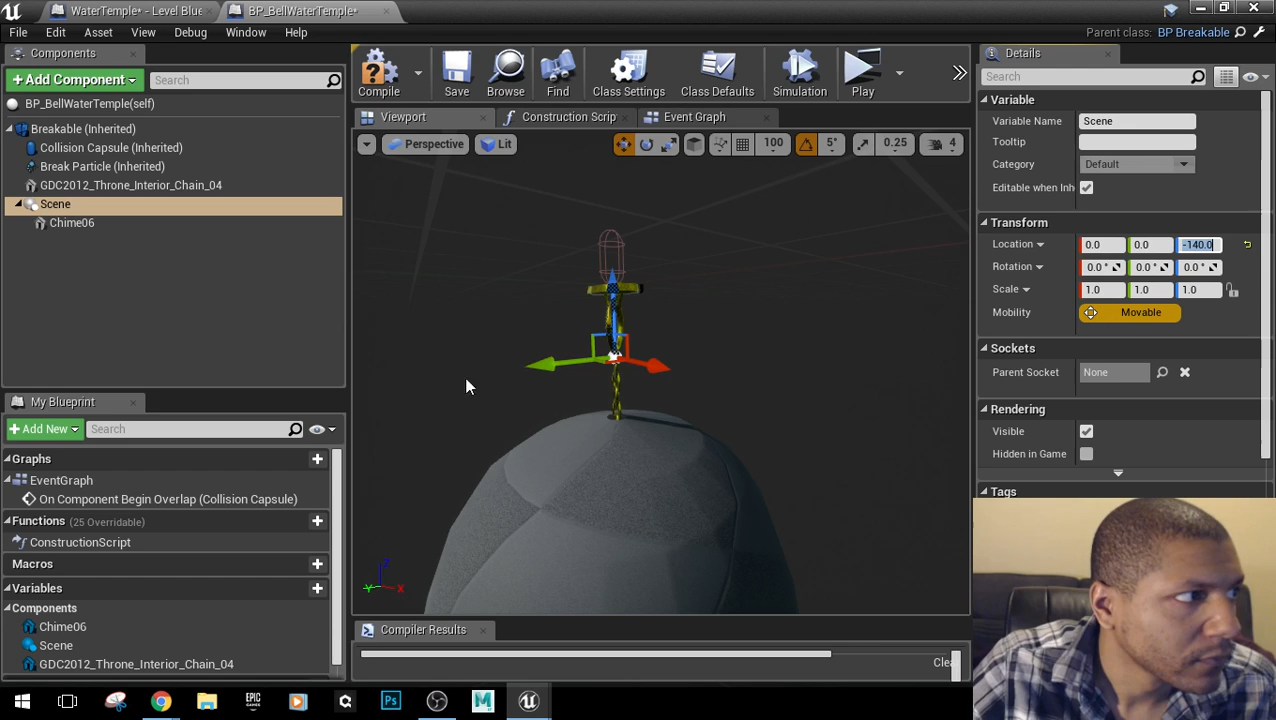 WaterTemple* - Level Blue
BP_BellWaterTemple*
File Edit Asset View Debug Window Help
Parent class: BP Breakable
Components
+ Add Component
Search
BP_BellWaterTemple(self)
Breakable (Inherited)
Collision Capsule (Inherited)
Break Particle (Inherited)
GDC2012_Throne_Interior_Chain_04
Scene
Chime06
My Blueprint
+ Add New
Search
Graphs
EventGraph
On Component Begin Overlap (Collision Capsule)
Functions (25 Overridable)
ConstructionScript
Macros
Variables
Components
Chime06
Scene
GDC2012_Throne_Interior_Chain_04
Compile Save Browse Find Class Settings Class Defaults Simulation Play
Viewport Construction Scrip Event Graph
Perspective Lit 100 5° 0.25 4
Z
Y X
Compiler Results
Clea
Details
Search
Variable
Variable Name Scene
Tooltip
Category Default
Editable when Inh
Transform
Location 0.0 0.0 -140.0
Rotation 0.0 ° 0.0 ° 0.0 °
Scale 1.0 1.0 1.0
Mobility Movable
Sockets
Parent Socket None
Rendering
Visible
Hidden in Game
Tags
EPIC GAMES
Ps
M